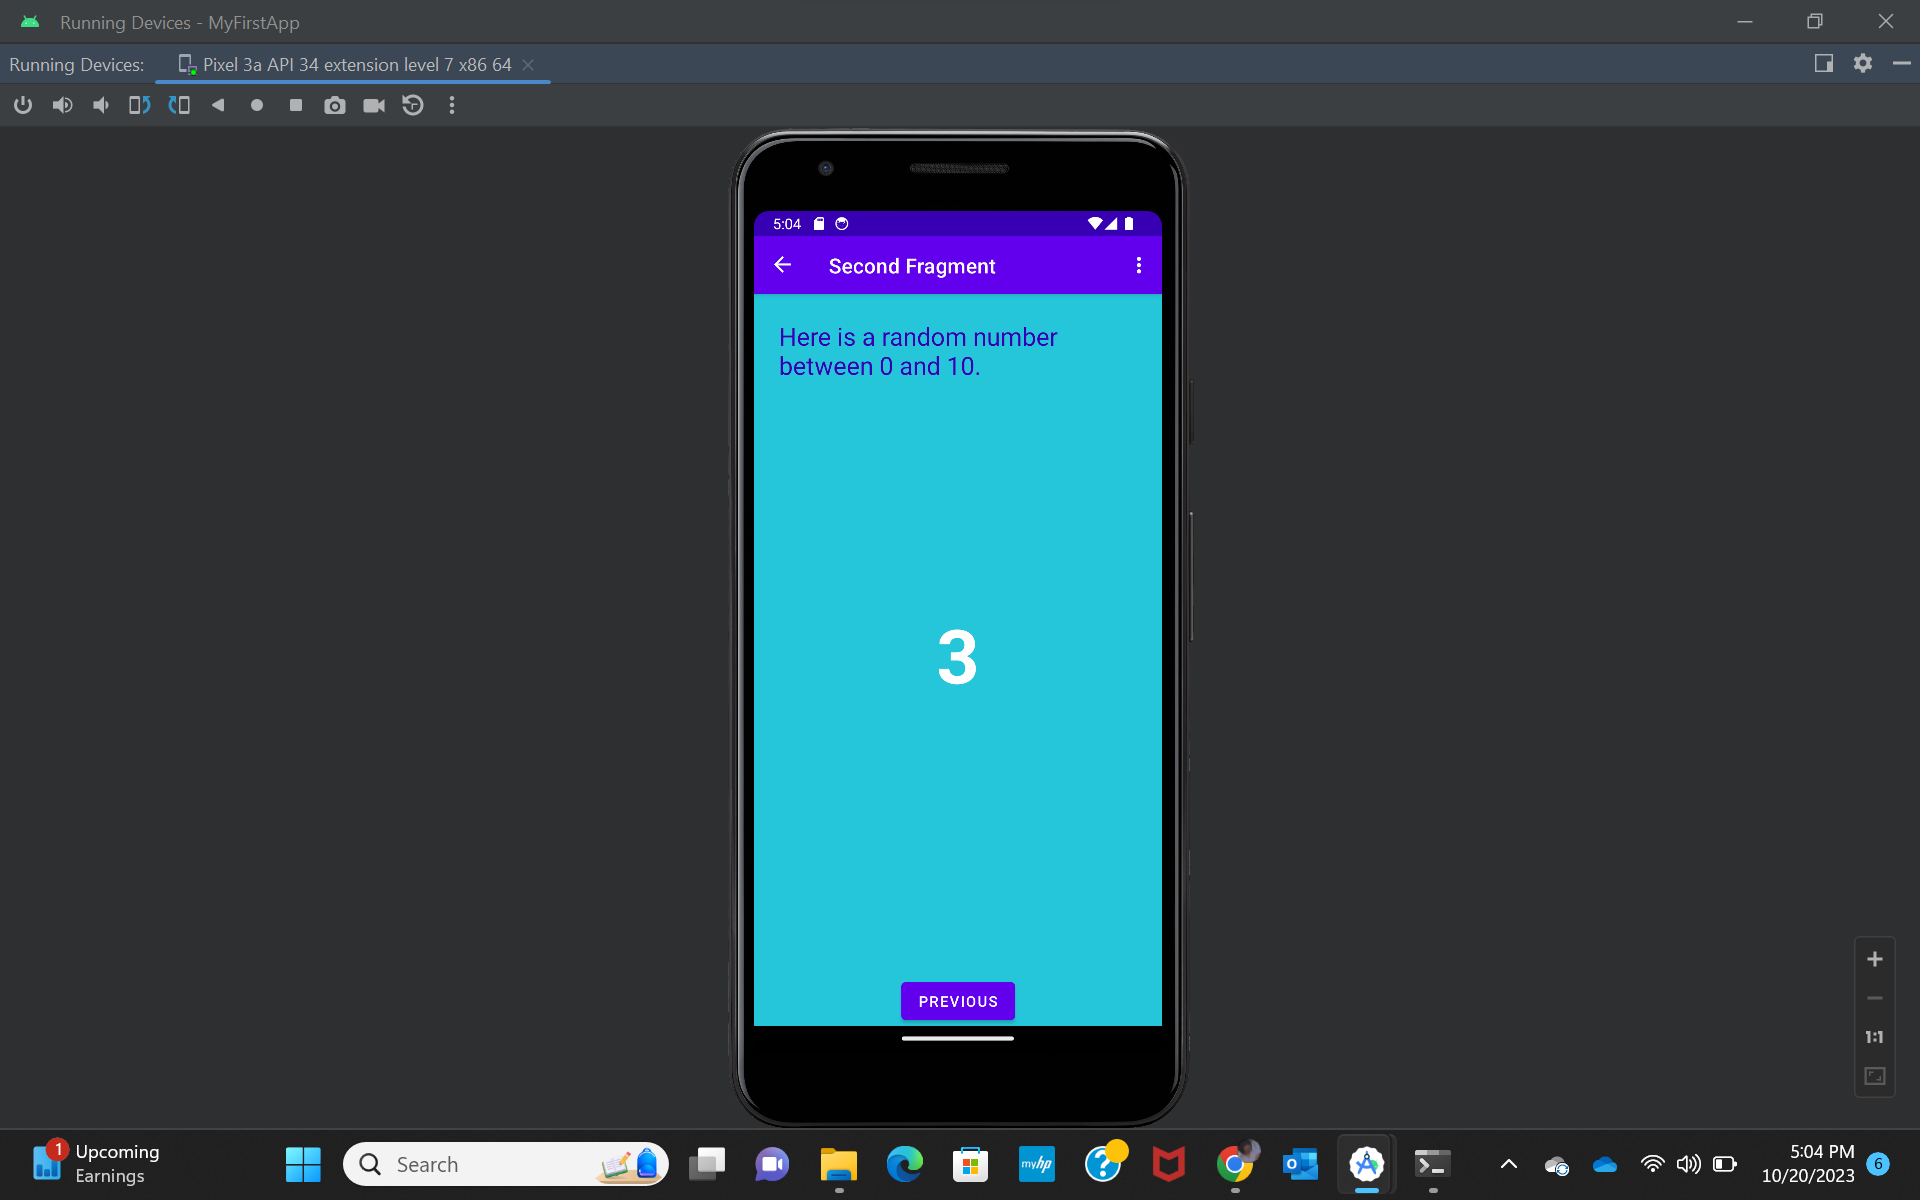 Running Devices - MyFirstApp
Running Devices: Pixel 3a API 34 extension level 7 x86 64
5:04
Second Fragment
Here is a random number
between 0 and 10.
3
PREVIOUS
1:1
1
Upcoming
Earnings
Search
myhp
?
O
5:04 PM
10/20/2023
6